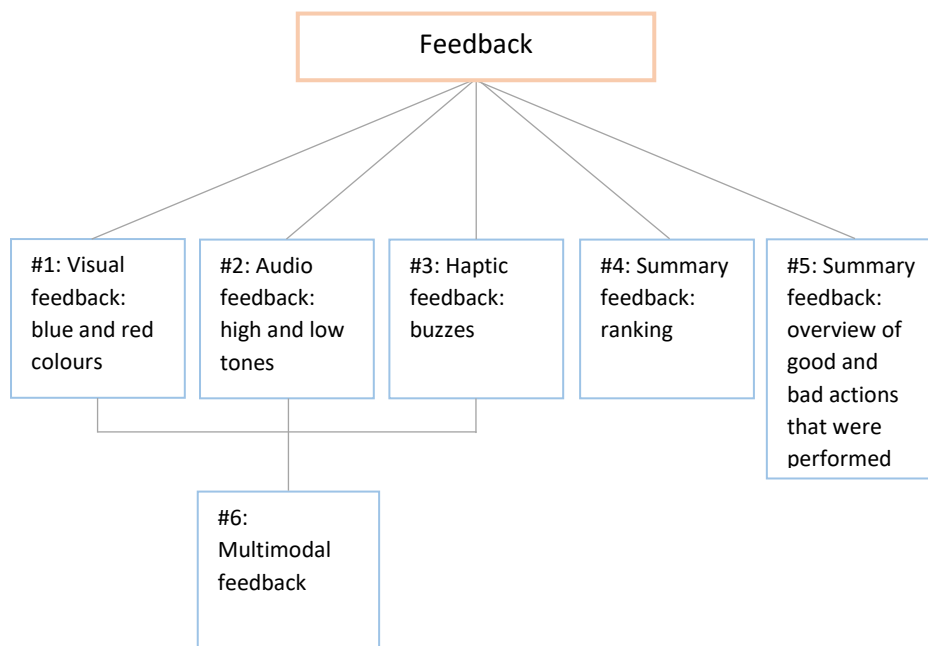 Feedback
#1: Visual
feedback:
blue and red
colours
#2: Audio
feedback:
high and low
tones
#3: Haptic
feedback:
buzzes
#4: Summary
feedback:
ranking
#5: Summary
feedback:
overview of
good and
bad actions
that were
performed
#6:
Multimodal
feedback